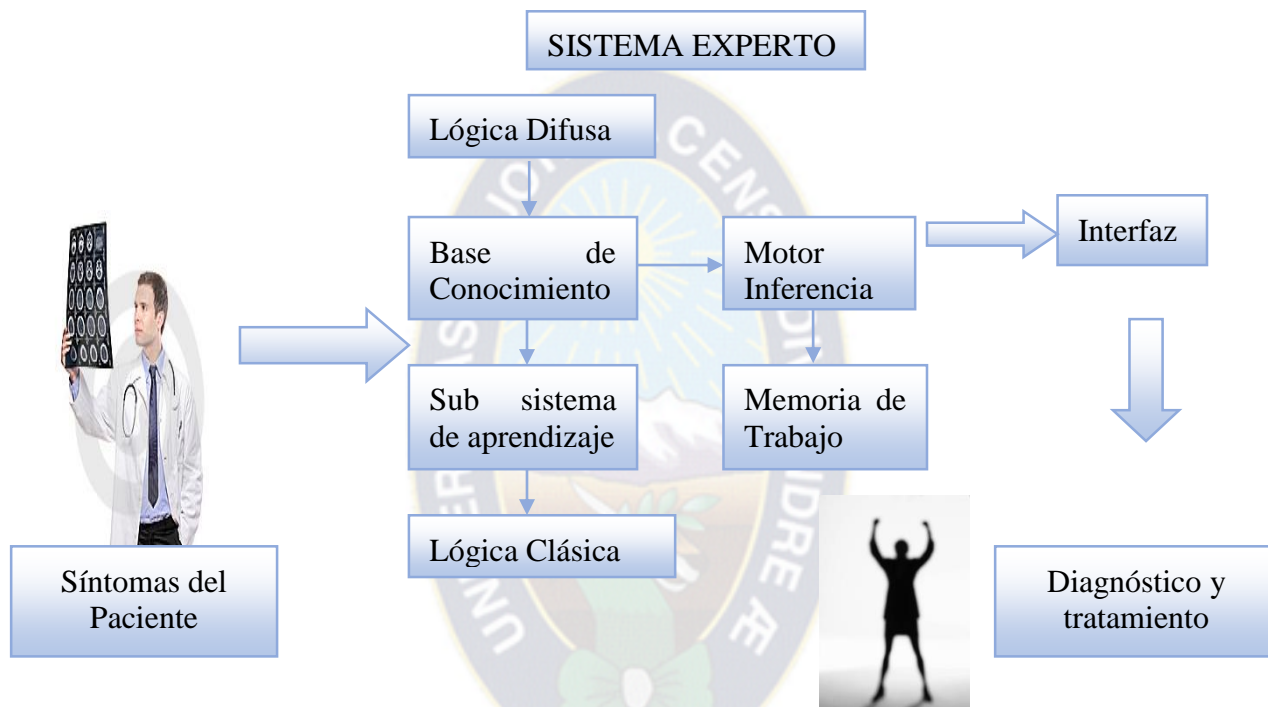 SISTEMA EXPERTO
Lógica Difusa
Base de
Conocimiento
Motor
Inferencia
Interfaz
Sub sistema
de aprendizaje
Memoria de
Trabajo
Lógica Clásica
Síntomas del
Paciente
Diagnóstico y
tratamiento